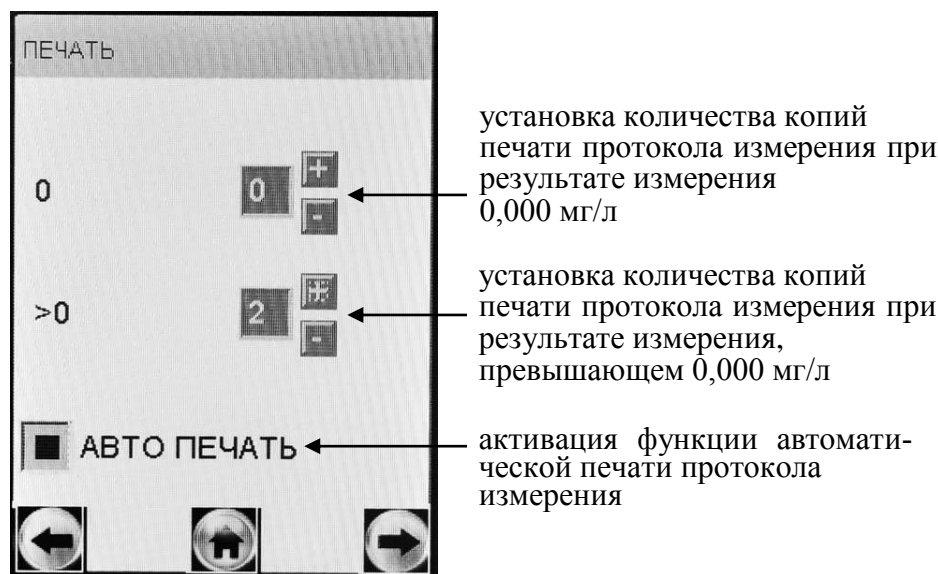 ПЕЧАТЬ
установка количества копий
печати протокола измерения при
результате измерения
0,000 мг/л
0
0
+
-
установка количества копий
печати протокола измерения при
результате измерения,
превышающем 0,000 мг/л
>0
2
+
-
АВТО ПЕЧАТЬ
активация функции автомати-
ческой печати протокола
измерения